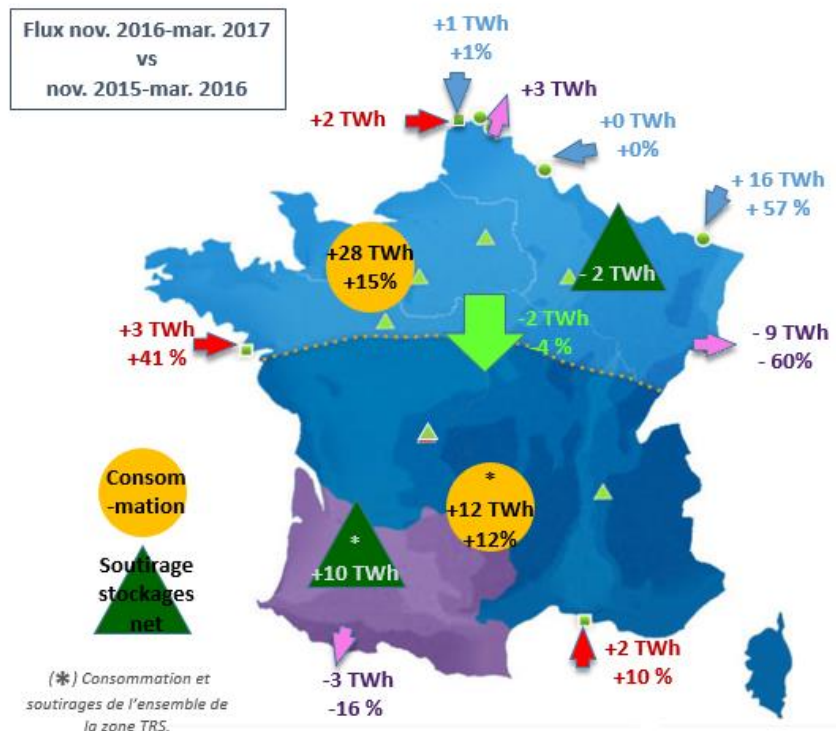 Flux nov. 2016-mar. 2017
vs
nov. 2015-mar. 2016
+1 TWh
+1%
+3 TWh
+2 TWh
+0 TWh
+0%
+ 16 TWh
+ 57 %
+28 TWh
+15%
- 2 TWh
+3 TWh
+41 %
-2 TWh
-4 %
- 9 TWh
- 60%
Consom
-mation
*
+12 TWh
+12%
*
+10 TWh
Soutirage
stockages
net
-3 TWh
-16 %
+2 TWh
+10 %
(*) Consommation et
soutirages de l'ensemble de
la zone TRS.